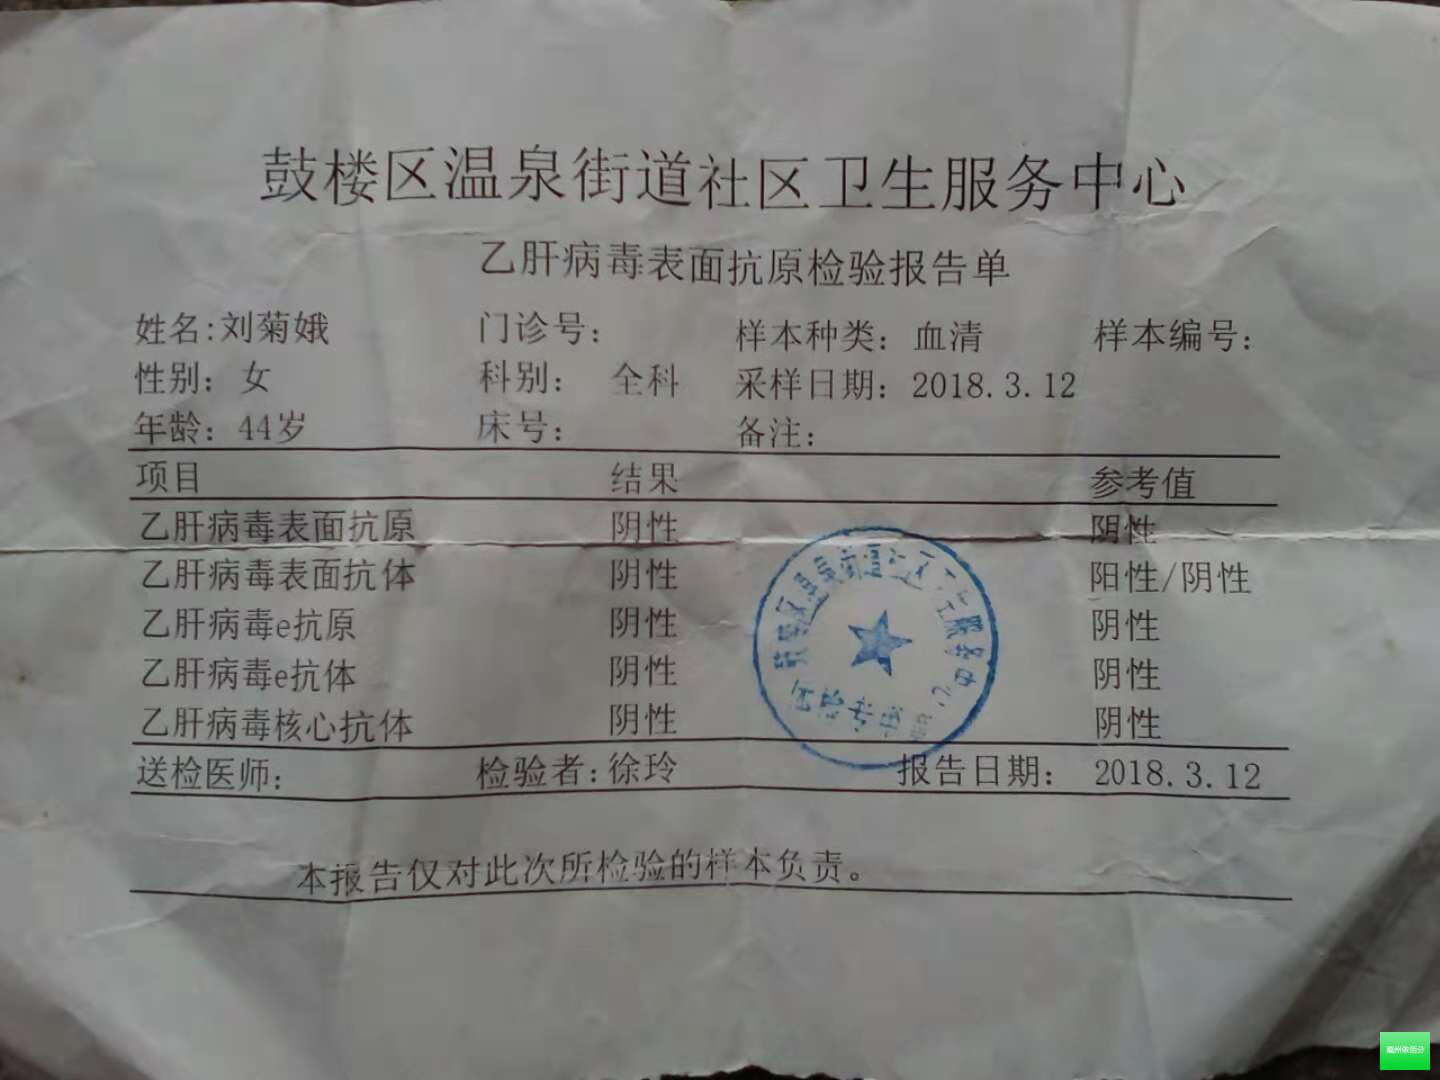 鼓楼区温泉街道社区卫生服务中心
乙肝病毒表面抗原检验报告单
姓名:刘菊娥 门诊号: 样本种类: 血清 样本编号:
性别: 女 科别: 全科 采样日期: 2018.3.12
年龄: 44岁 床号: 备注:
项目 结果 参考值
乙肝病毒表面抗原 阴性 阴性
乙肝病毒表面抗体 阴性 阳性/阴性
乙肝病毒e抗原 阴性 阴性
乙肝病毒e抗体 阴性 阴性
乙肝病毒核心抗体 阴性 阴性
送检医师: 检验者:徐玲 报告日期: 2018.3.12
本报告仅对此次所检验的样本负责。